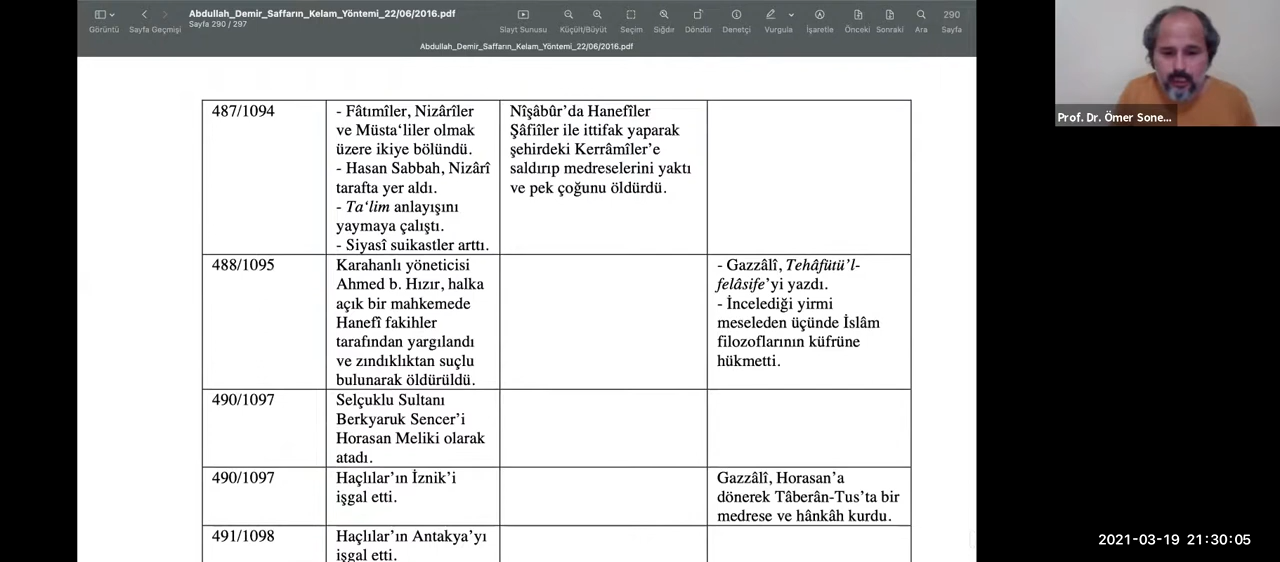 Abdullah_Demir_Saffarın_Kelam_Yöntemi_22/06/2016.pdf
Sayfa 290 / 297
290
Görüntü
Sayfa Geçmişi
Slayt Sunusu
Küçült/Büyüt
Seçim
Sığdır
Döndür
Denetçi
Vurgula
İşaretle
Önceki
Sonraki
Ara
Sayfa
Abdullah_Demir_Saffarın_Kelam_Yöntemi_22/06/2016.pdf
Prof. Dr. Ömer Sone...
487/1094
- Fâtımîler, Nizârîler
ve Müsta‘liler olmak
üzere ikiye bölündü.
- Hasan Sabbah, Nizârî
tarafta yer aldı.
- Ta‘lim anlayışını
yaymaya çalıştı.
- Siyasî suikastler arttı.
Nîşâbûr’da Hanefîler
Şâfiîler ile ittifak yaparak
şehirdeki Kerrâmîler’e
saldırıp medreselerini yaktı
ve pek çoğunu öldürdü.
488/1095
Karahanlı yöneticisi
Ahmed b. Hızır, halka
açık bir mahkemede
Hanefî fakihler
tarafından yargılandı
ve zındıklıktan suçlu
bulunarak öldürüldü.
- Gazzâlî, Tehâfütü’l-
felâsife’yi yazdı.
- İncelediği yirmi
meseleden üçünde İslâm
filozoflarının küfrüne
hükmetti.
490/1097
Selçuklu Sultanı
Berkyaruk Sencer’i
Horasan Meliki olarak
atadı.
490/1097
Haçlılar’ın İznik’i
işgal etti.
Gazzâlî, Horasan’a
dönerek Tâberân-Tus’ta bir
medrese ve hânkâh kurdu.
491/1098
Haçlılar’ın Antakya’yı
işgal etti.
2021-03-19 21:30:05